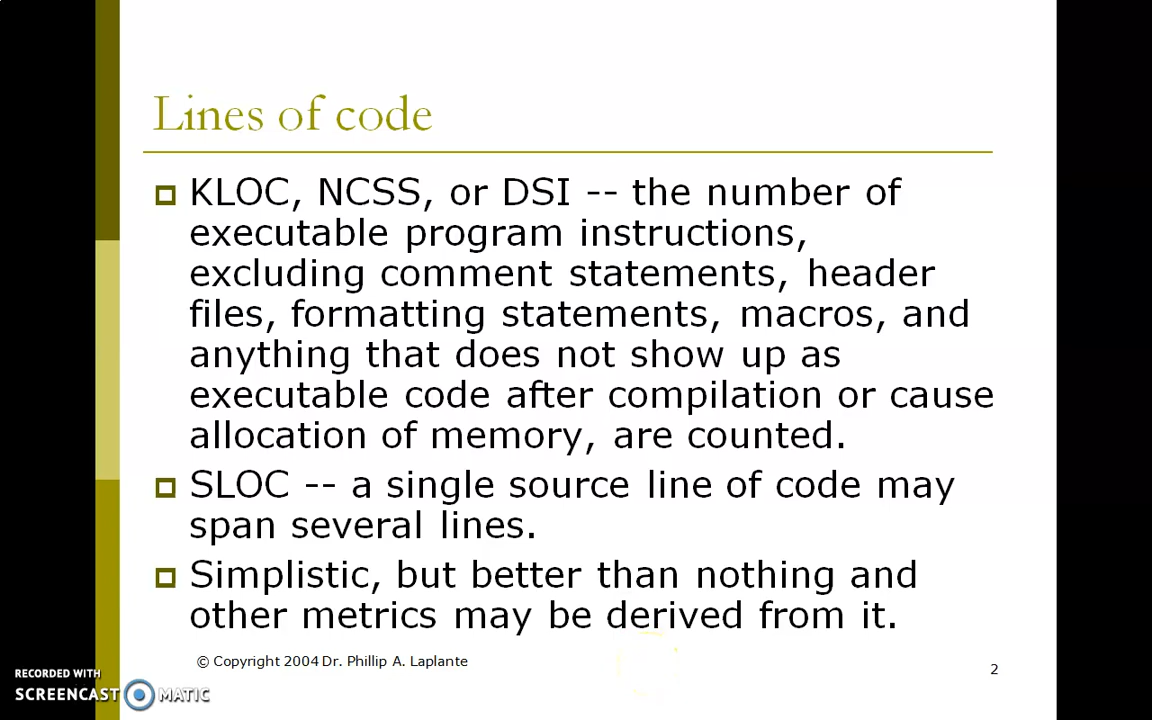 Lines of code
KLOC, NCSS, or DSI -- the number of
executable program instructions,
excluding comment statements, header
files, formatting statements, macros, and
anything that does not show up as
executable code after compilation or cause
allocation of memory, are counted.
SLOC -- a single source line of code may
span several lines.
Simplistic, but better than nothing and
other metrics may be derived from it.
© Copyright 2004 Dr. Phillip A. Laplante
2
RECORDED WITH
SCREENCAST MATIC